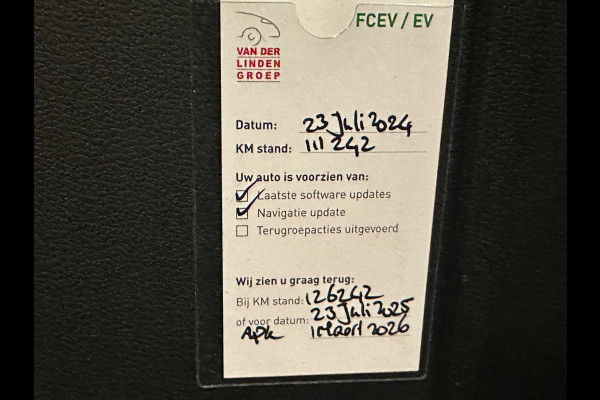 FCEV / EV
VAN DER
LINDEN
GROEP
Datum: 23 Juli 2024
KM stand: 111 242
Uw auto is voorzien van:
Laatste software updates
Navigatie update
Terugroepacties uitgevoerd
Wij zien u graag terug:
Bij KM stand: 126242
of voor datum: 23 Juli 2025
Apk 1 Maart 2026